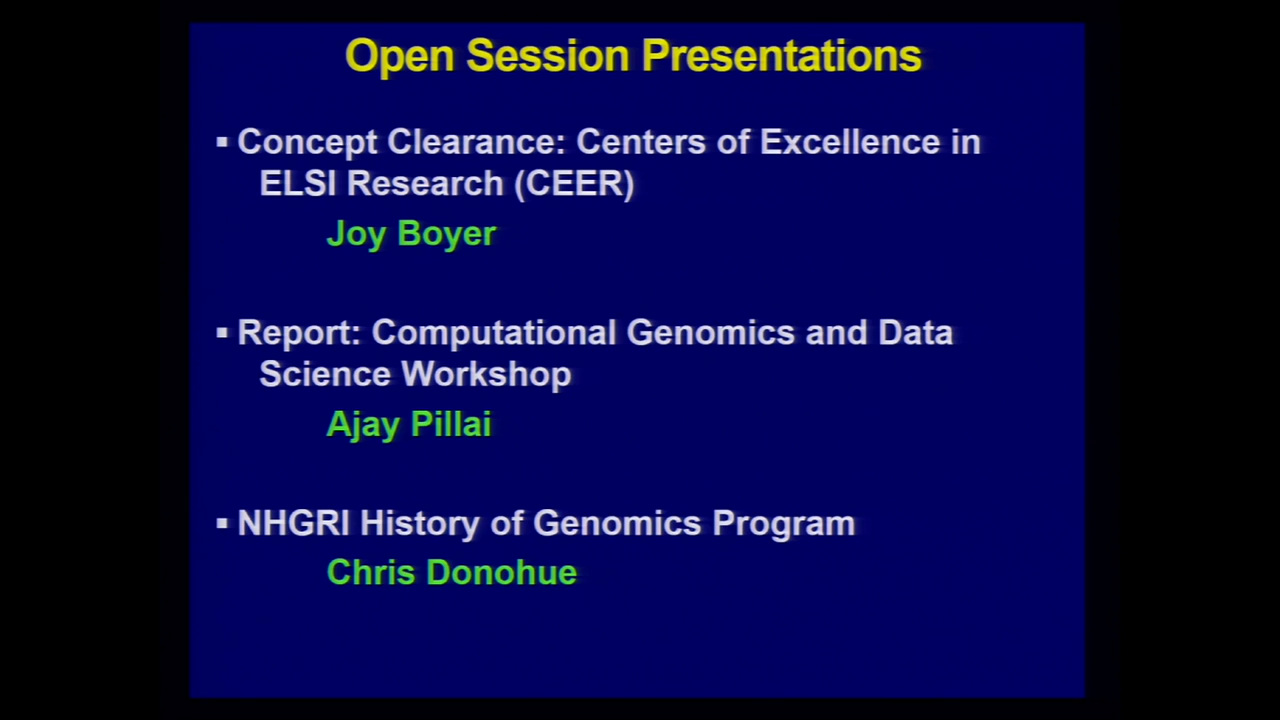 Open Session Presentations
▪ Concept Clearance: Centers of Excellence in
ELSI Research (CEER)
Joy Boyer
▪ Report: Computational Genomics and Data
Science Workshop
Ajay Pillai
▪ NHGRI History of Genomics Program
Chris Donohue